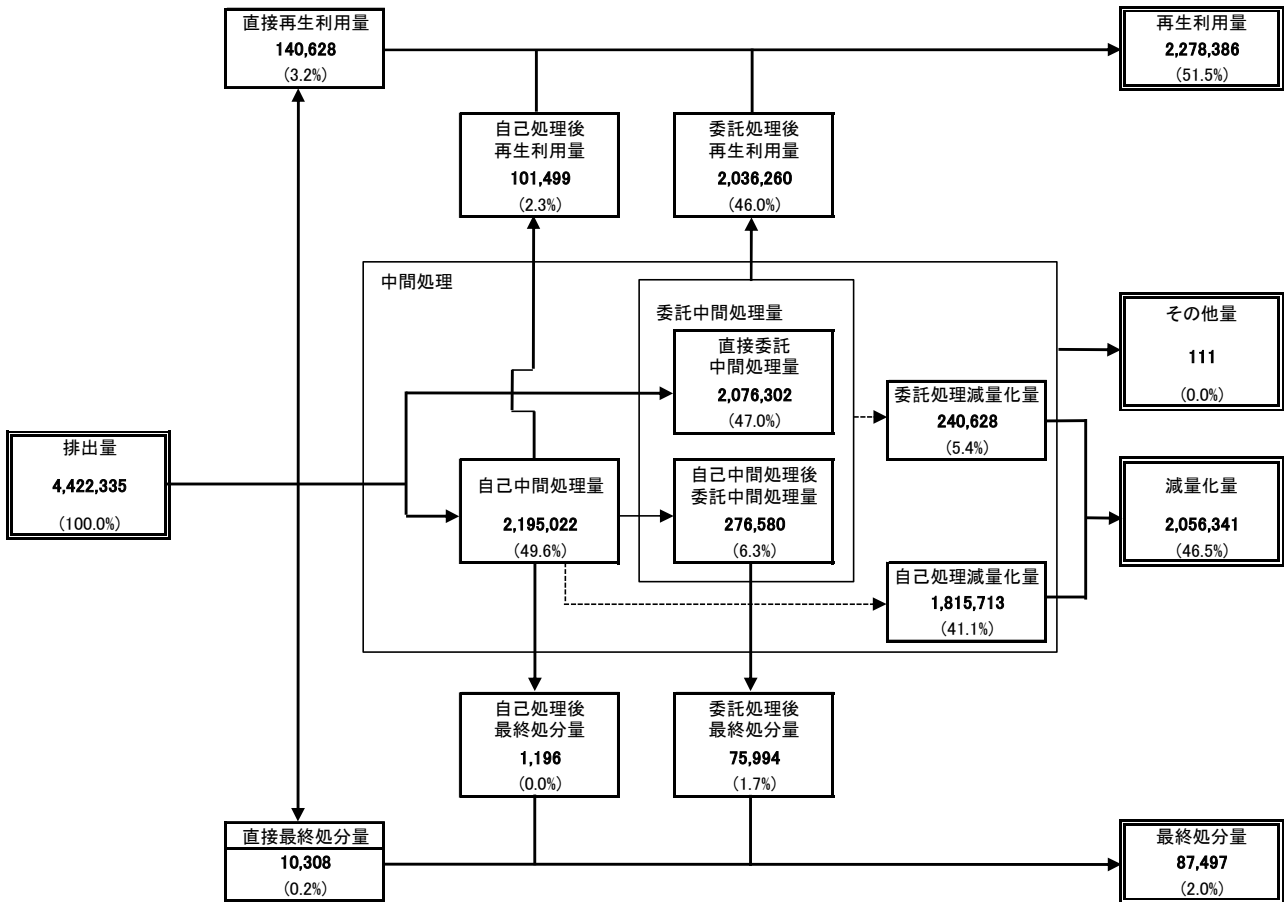 直接再生利用量
140,628
(3.2%)
再生利用量
2,278,386
(51.5%)
自己処理後
再生利用量
101,499
(2.3%)
委託処理後
再生利用量
2,036,260
(46.0%)
中間処理
委託中間処理量
直接委託
中間処理量
2,076,302
(47.0%)
その他量
111
(0.0%)
委託処理減量化量
240,628
(5.4%)
排出量
4,422,335
(100.0%)
自己中間処理量
2,195,022
(49.6%)
自己中間処理後
委託中間処理量
276,580
(6.3%)
減量化量
2,056,341
(46.5%)
自己処理減量化量
1,815,713
(41.1%)
自己処理後
最終処分量
1,196
(0.0%)
委託処理後
最終処分量
75,994
(1.7%)
直接最終処分量
10,308
(0.2%)
最終処分量
87,497
(2.0%)